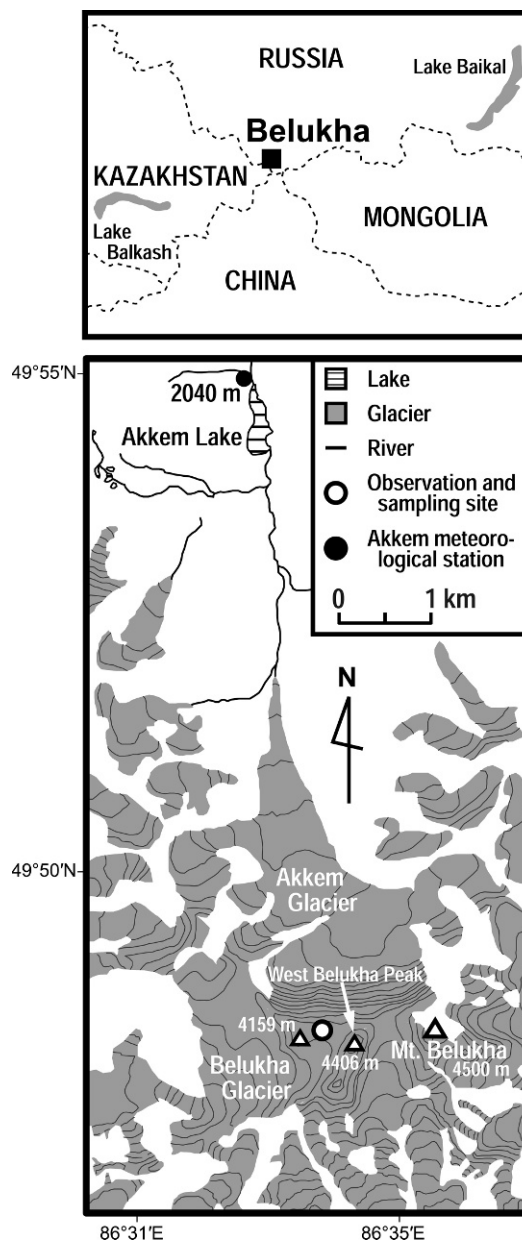 RUSSIA
Lake Baikal
Belukha
KAZAKHSTAN
MONGOLIA
Lake
Balkash
CHINA
49°55'N
2040 m
Akkem Lake
Lake
Glacier
River
Observation and
sampling site
Akkem meteoro-
logical station
0 1 km
N
49°50'N
Akkem
Glacier
West Belukha Peak
4159 m
4406 m
Mt. Belukha
4500 m
Belukha
Glacier
86°31'E
86°35'E